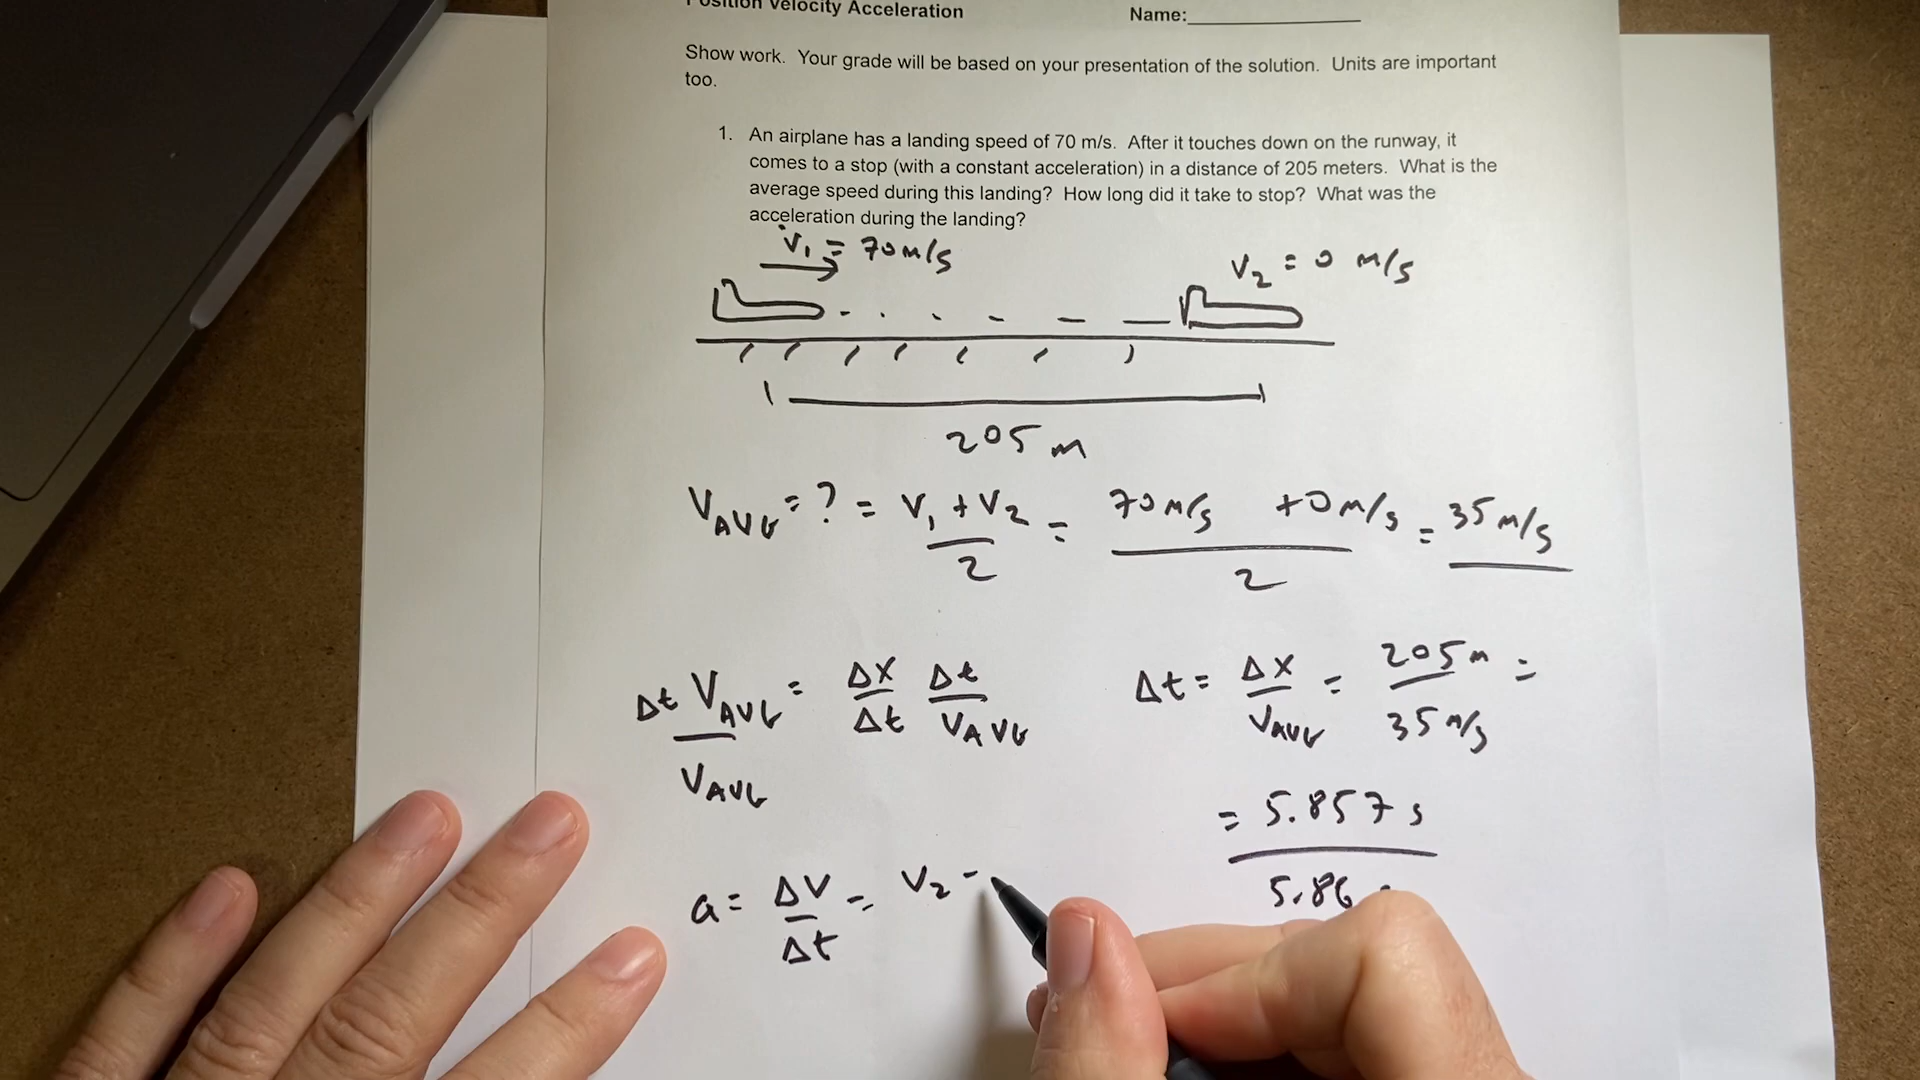 Position Velocity Acceleration Name:
Show work. Your grade will be based on your presentation of the solution. Units are important
too.
1. An airplane has a landing speed of 70 m/s. After it touches down on the runway, it
comes to a stop (with a constant acceleration) in a distance of 205 meters. What is the
average speed during this landing? How long did it take to stop? What was the
acceleration during the landing?
V₁ = 70 m/s
V₂ = 0 m/s
205 m
VAVG = ? = V₁ + V₂ = 70 m/s + 0 m/s = 35 m/s
2 2
Δt VAVG = Δx Δt
VAVG Δt VAVG
Δt = Δx = 205 m =
VAVG 35 m/s
= 5.857 s
5.86
a = ΔV = V₂ -
Δt